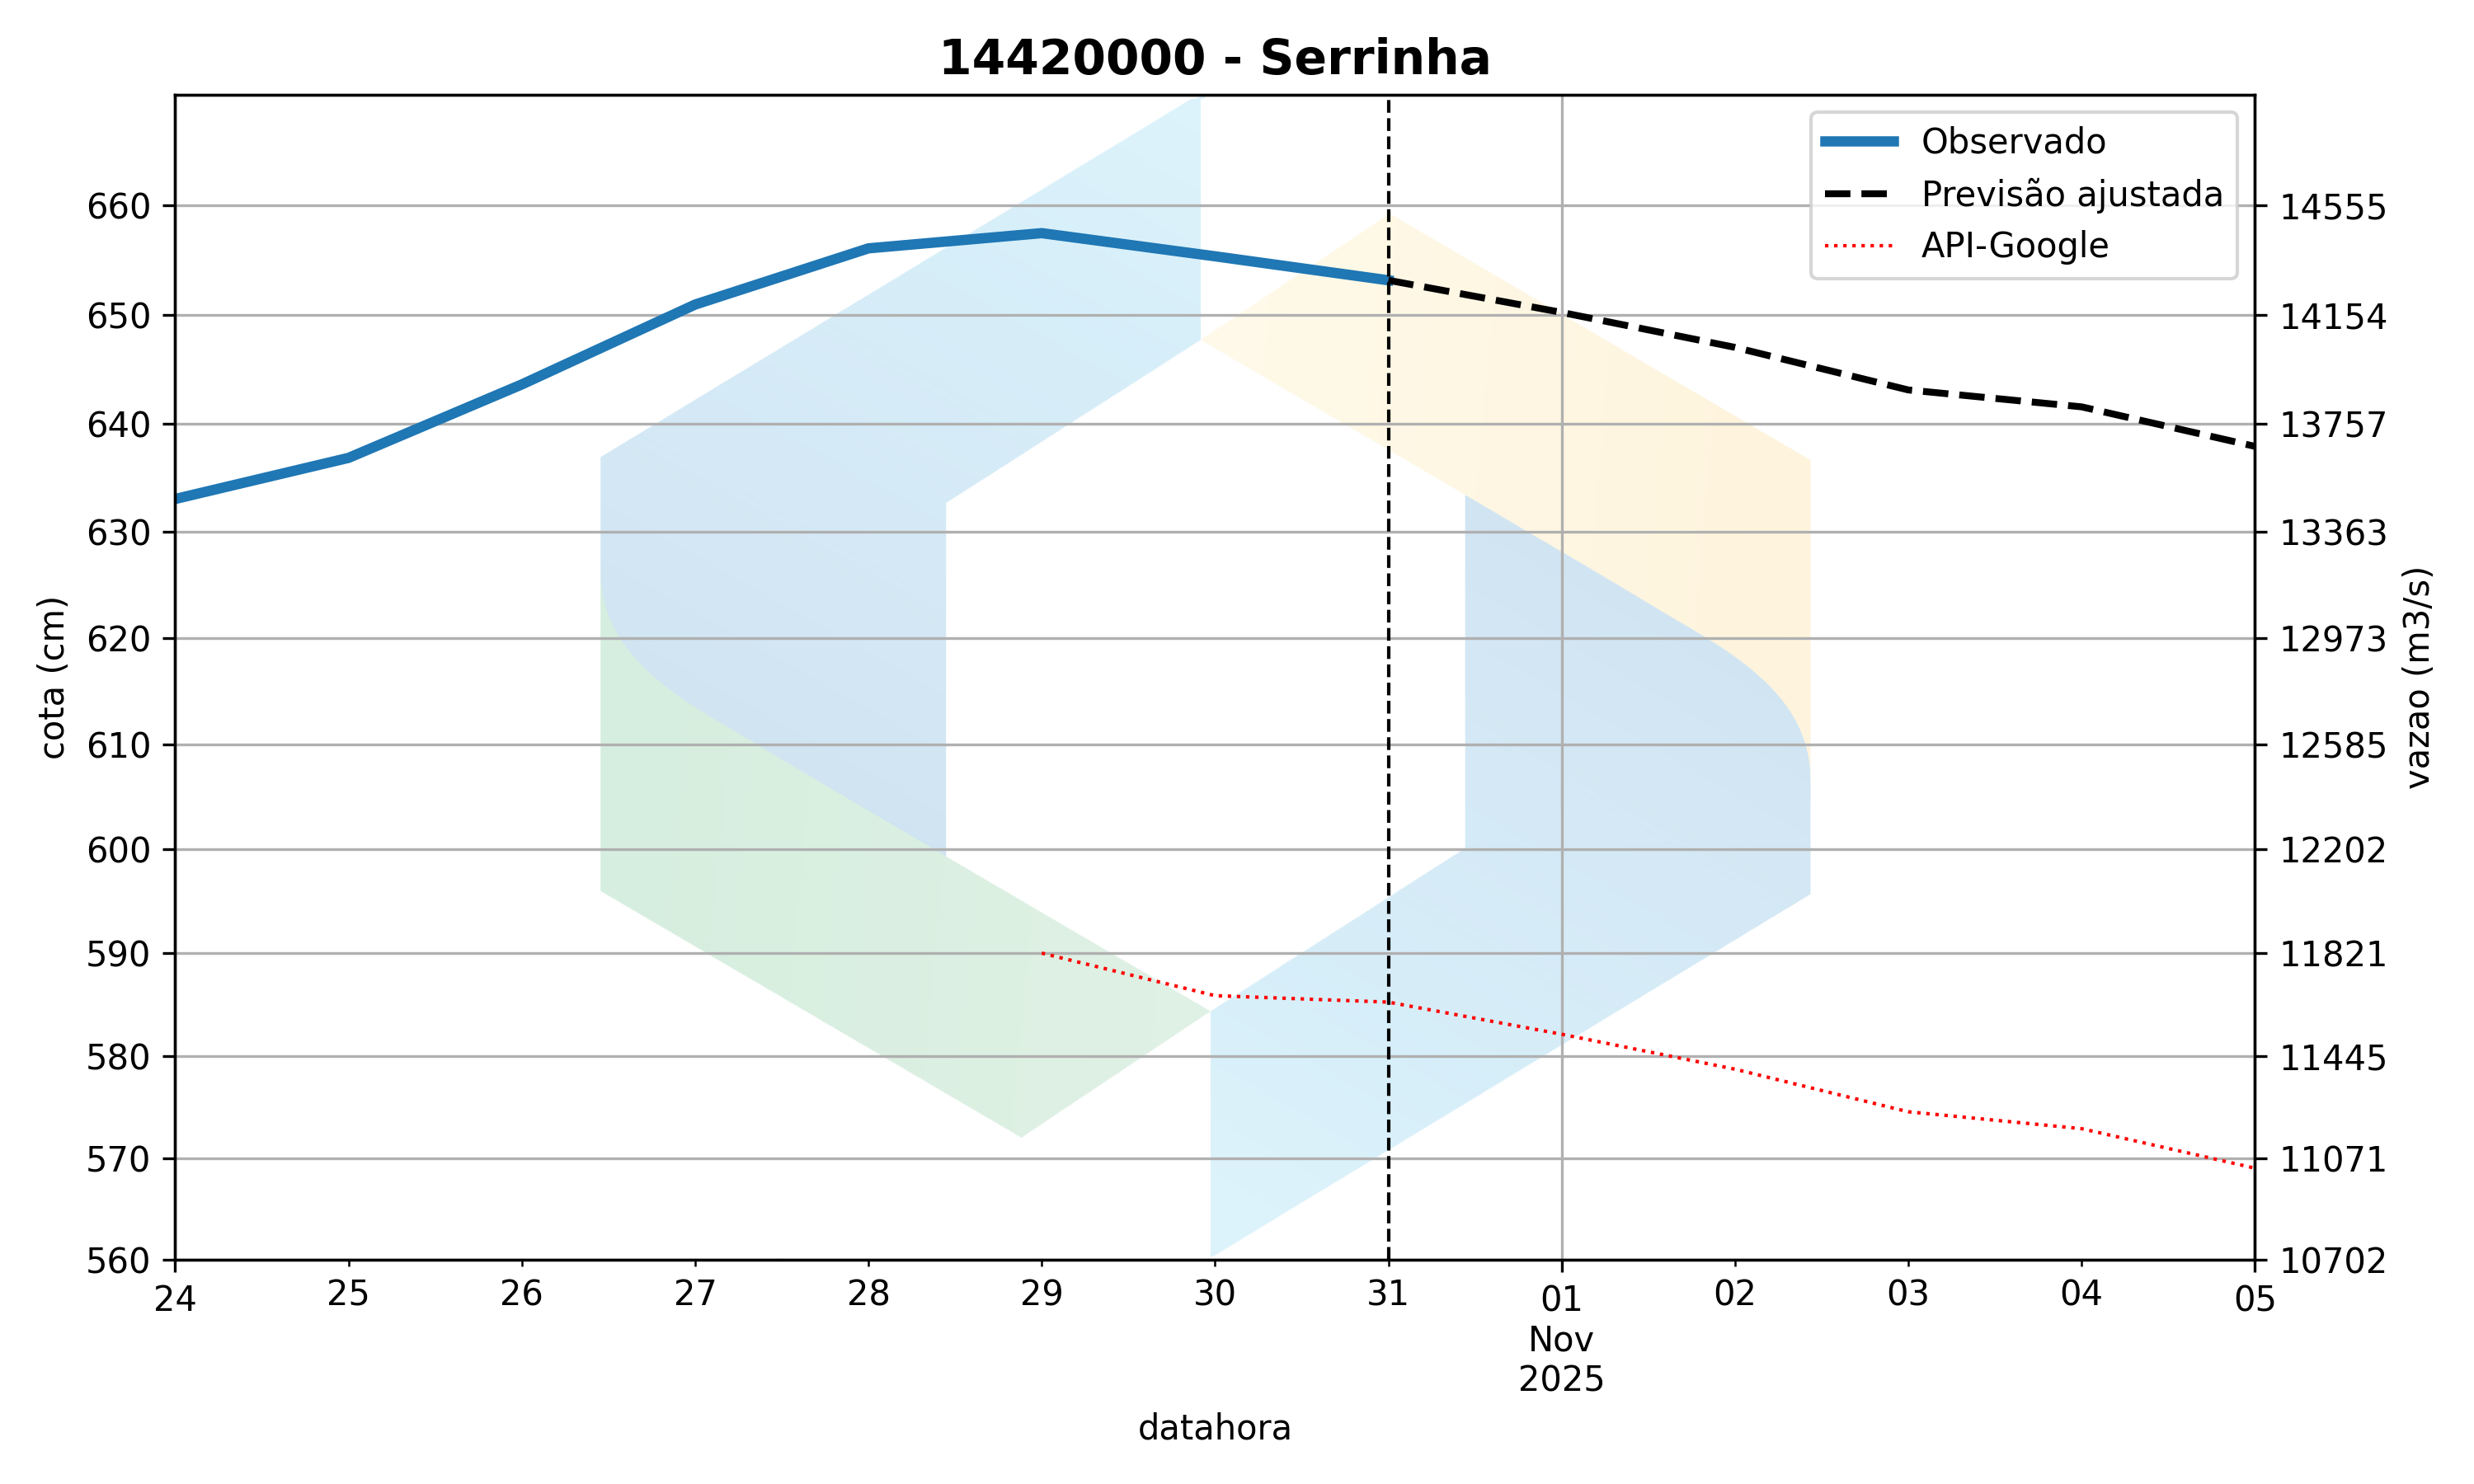 14420000 - Serrinha
Observado
Previsão ajustada
API-Google
660
650
640
630
620
610
600
590
580
570
560
cota (cm)
14555
14154
13757
13363
12973
12585
12202
11821
11445
11071
10702
vazao (m3/s)
24 25 26 27 28 29 30 31 01 02 03 04 05
Nov
2025
datahora